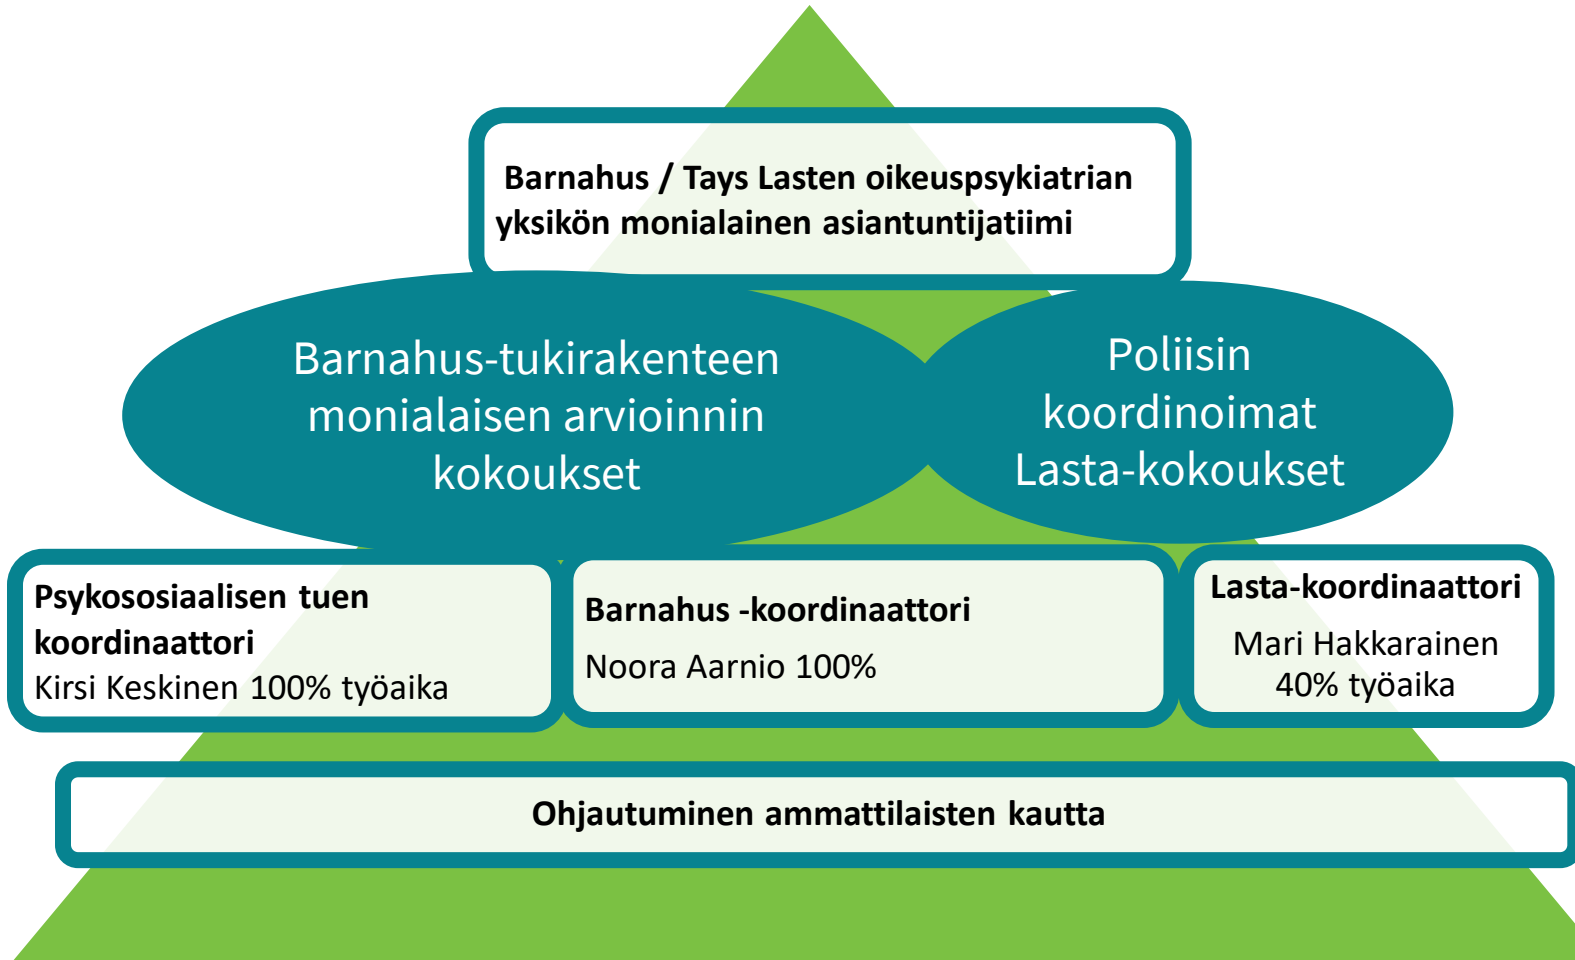 Barnahus / Tays Lasten oikeuspsykiatrian
yksikön monialainen asiantuntijatiimi
Barnahus-tukirakenteen
monialaisen arvioinnin
kokoukset
Poliisin
koordinoimat
Lasta-kokoukset
Psykososiaalisen tuen
koordinaattori
Kirsi Keskinen 100% työaika
Barnahus -koordinaattori
Noora Aarnio 100%
Lasta-koordinaattori
Mari Hakkarainen
40% työaika
Ohjautuminen ammattilaisten kautta